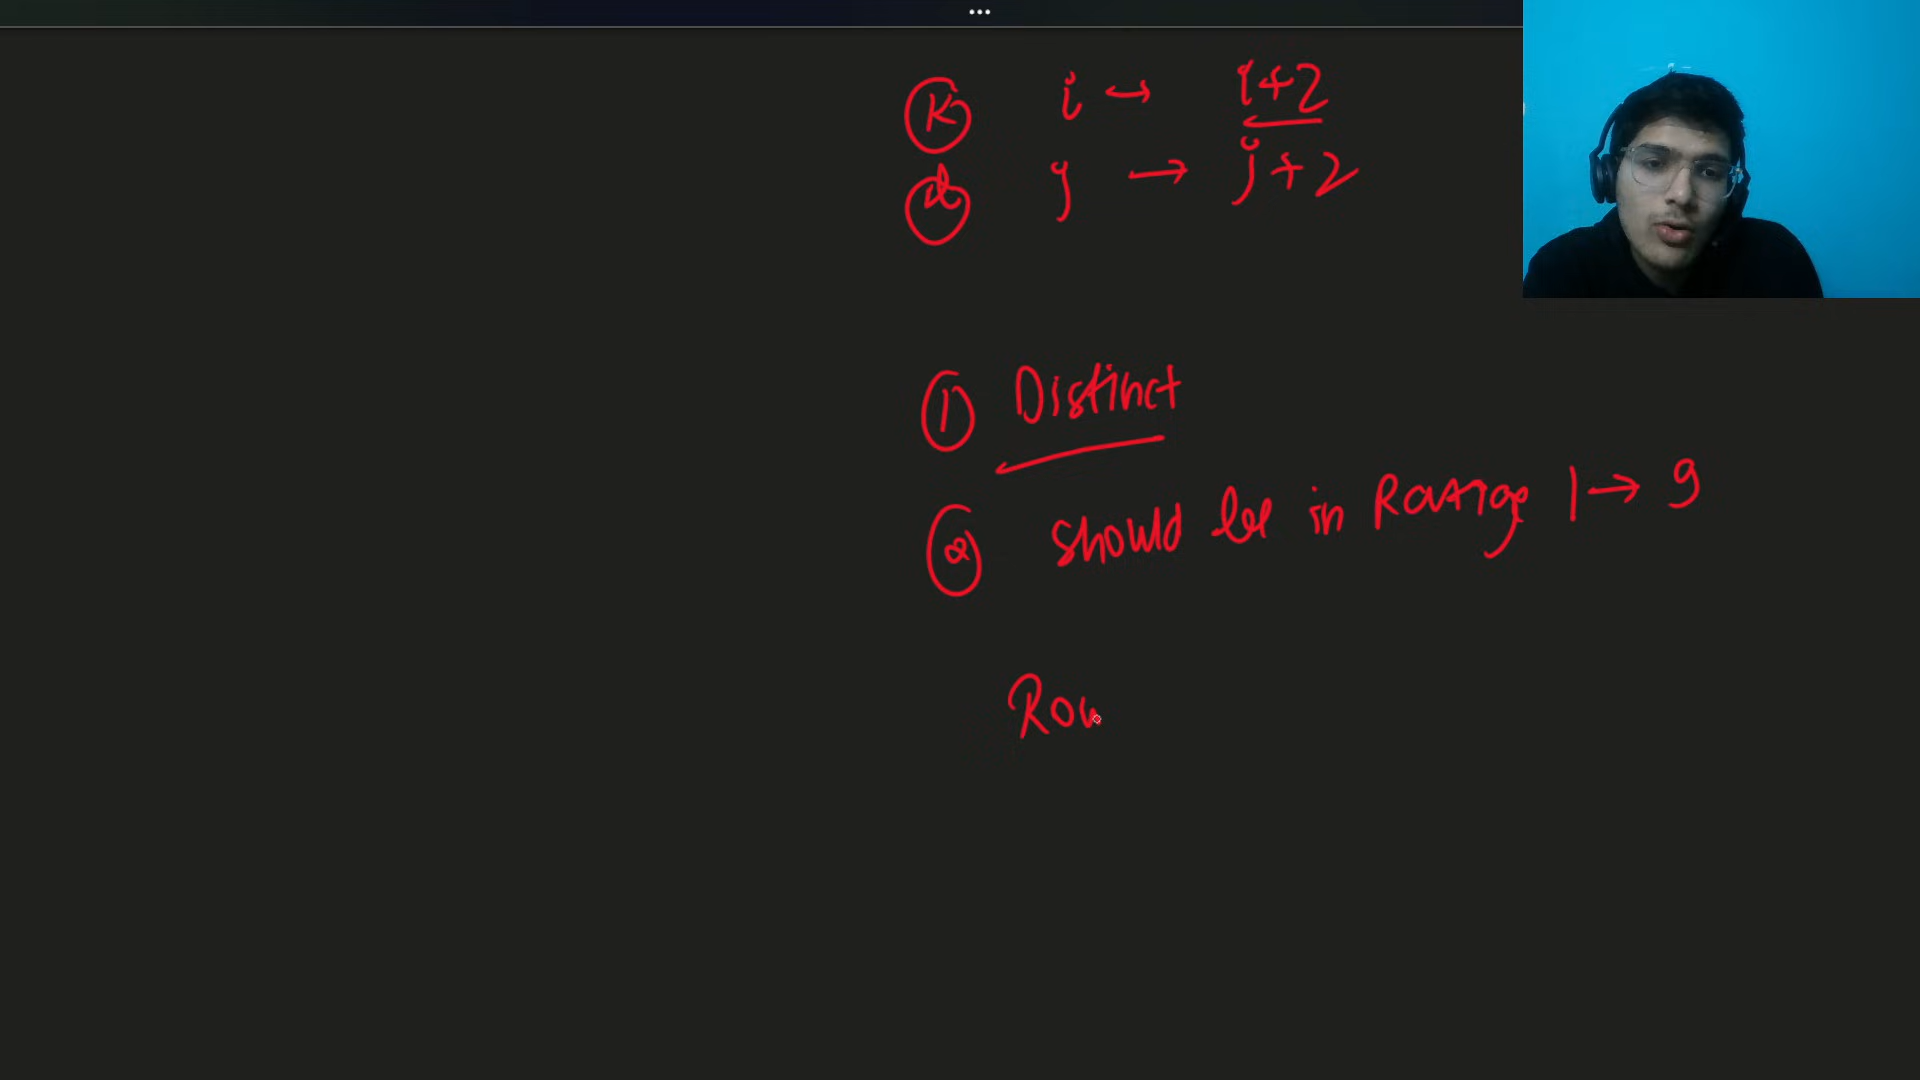 K i ↔ i+2
l j → j+2
1 Distinct
2 should be in Range 1 → 9
Row